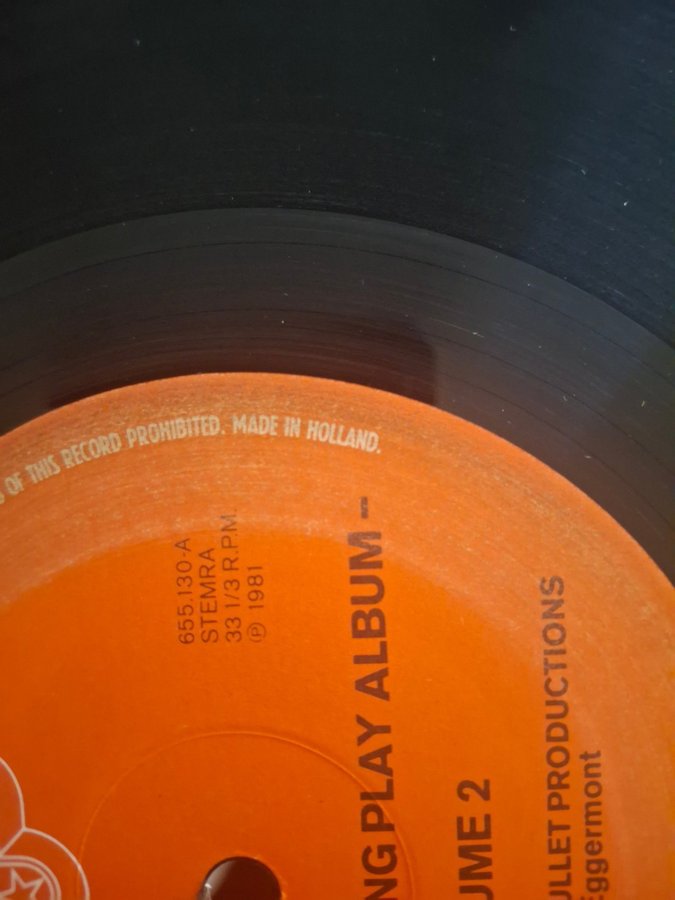 S OF THIS RECORD PROHIBITED. MADE IN HOLLAND.
655.130-A
STEMRA
33 1/3 R.P.M.
℗ 1981
NG PLAY ALBUM –
UME 2
ULLET PRODUCTIONS
Eggermont